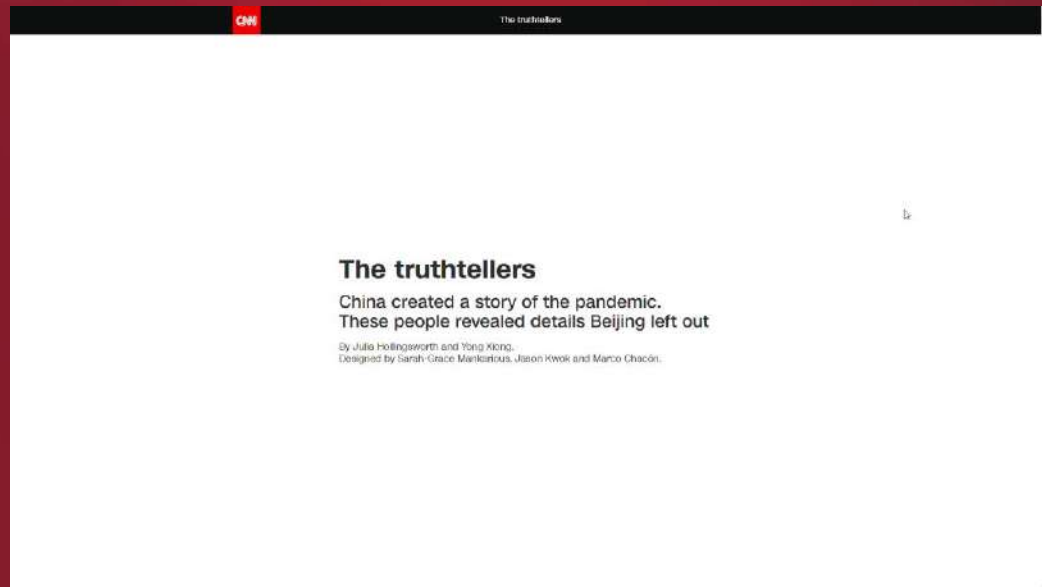 CNN
The truthtellers
The truthtellers
China created a story of the pandemic.
These people revealed details Beijing left out
By Julia Hollingsworth and Yong Xiong.
Designed by Sarah-Grace Mankarious, Jason Kwok and Marco Chacón.